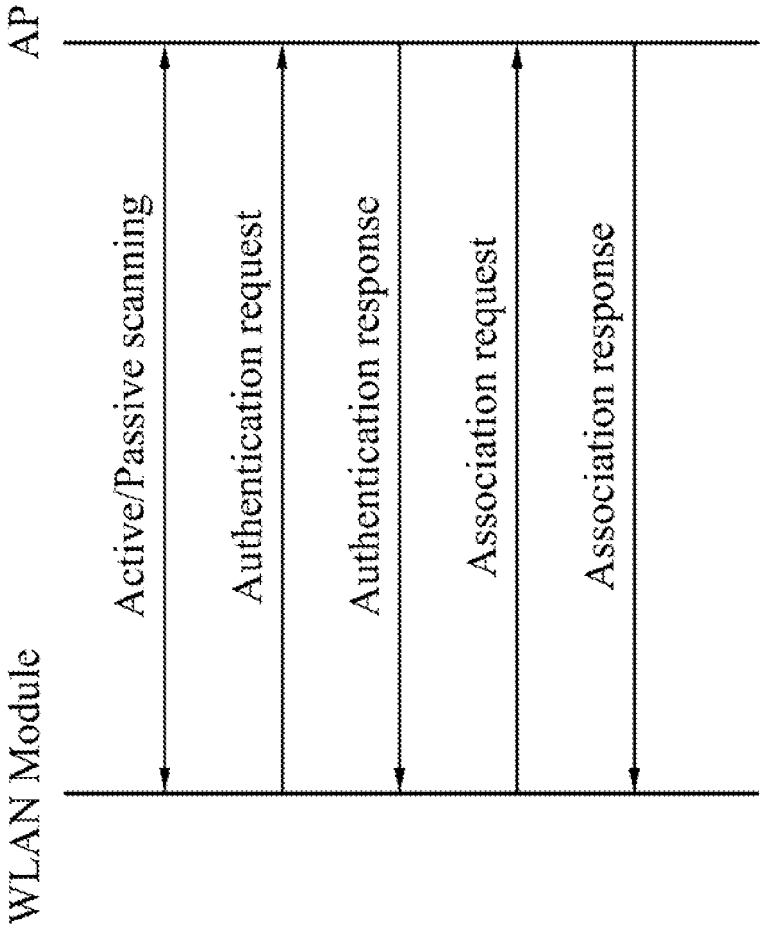 WLAN Module
AP
Active/Passive scanning
Authentication request
Authentication response
Association request
Association response